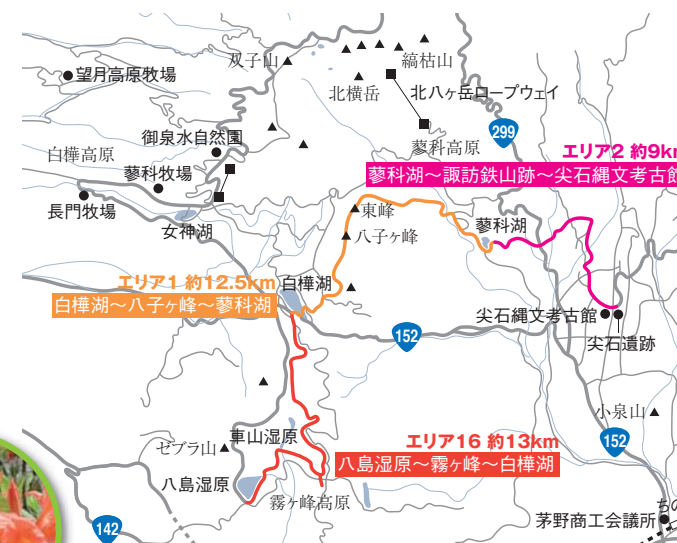 双子山
縞枯山
望月高原牧場
北横岳
北八ヶ岳ロープウェイ
御泉水自然園
299
蓼科高原
白樺高原
エリア2 約9km
蓼科牧場
蓼科湖～諏訪鉄山跡～尖石縄文考古館
長門牧場
東峰
女神湖
蓼科湖
八子ヶ峰
エリア1 約12.5km
白樺湖
白樺湖～八子ヶ峰～蓼科湖
尖石縄文考古館
152
尖石遺跡
小泉山
車山湿原
ゼブラ山
エリア16 約13km
152
八島湿原～霧ヶ峰～白樺湖
八島湿原
霧ヶ峰高原
ちの
142
茅野商工会議所